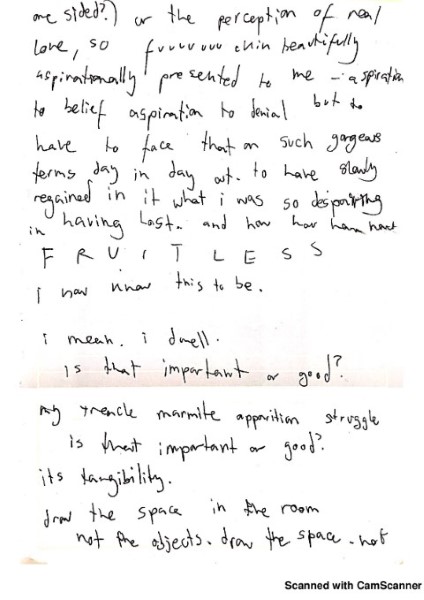 one sided?) or the perception of real
love, so fuuuuuu chin beautifully
aspirationally presented to me - aspiration
to belief aspiration to denial but to
have to face that on such gorgeous
terms day in day out. to have slowly
regained in it what i was so despairing
in having lost. and how
F R U I T L E S S
i now know this to be.
i mean. i dwell.
is that important or good?
my treacle marmite apparition struggle
is that important or good?
its tangibility.
draw the space in the room
not the objects. draw the space. not
Scanned with CamScanner